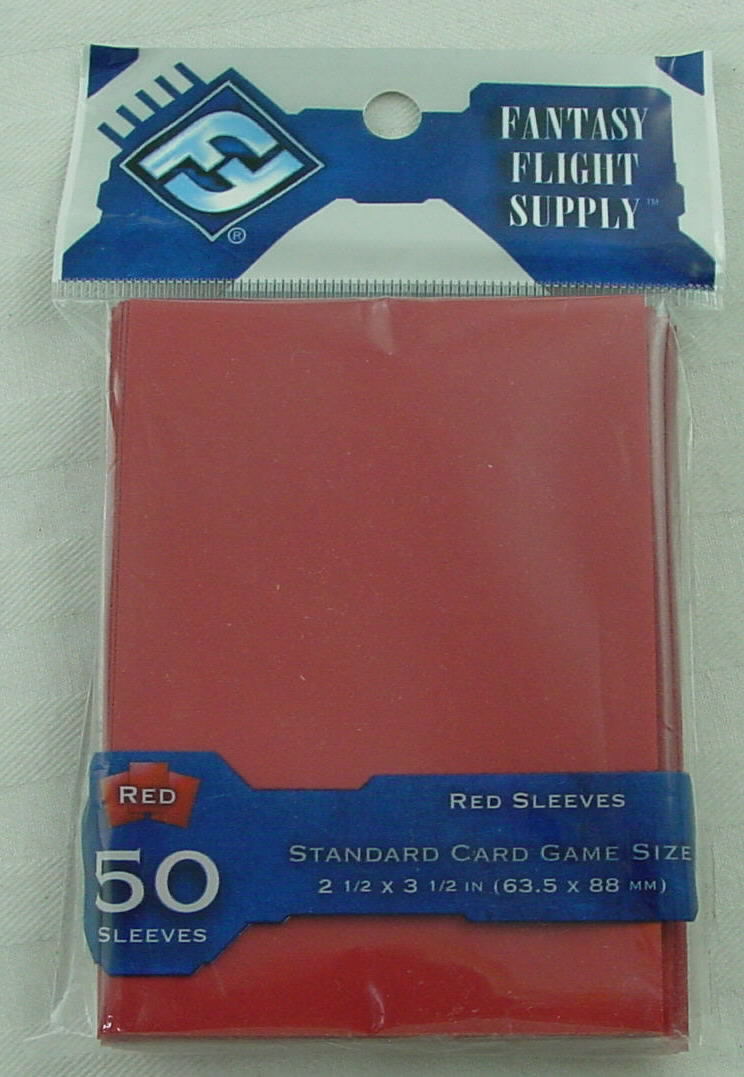 FANTASY
FLIGHT
SUPPLY™
FF
®
RED
RED SLEEVES
50
STANDARD CARD GAME SIZE
2 1/2 X 3 1/2 IN (63.5 X 88 MM)
SLEEVES